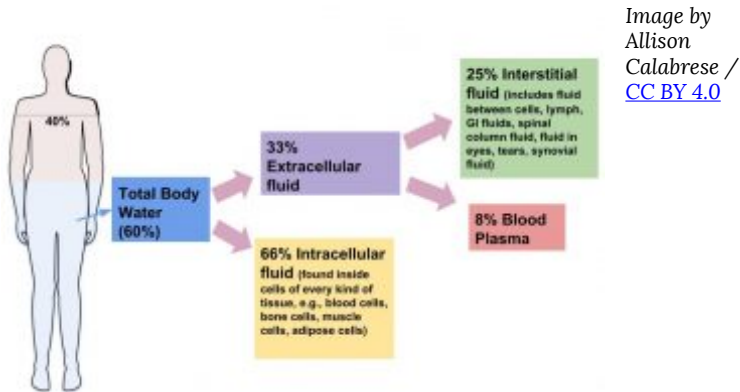 40%
Total Body
Water
(60%)
33%
Extracellular
fluid
66% Intracellular
fluid (found inside
cells of every kind of
tissue, e.g., blood cells,
bone cells, muscle
cells, adipose cells)
25% Interstitial
fluid (includes fluid
between cells, lymph,
GI fluids, spinal
column fluid, fluid in
eyes, tears, synovial
fluid)
8% Blood
Plasma
Image by
Allison
Calabrese /
CC BY 4.0